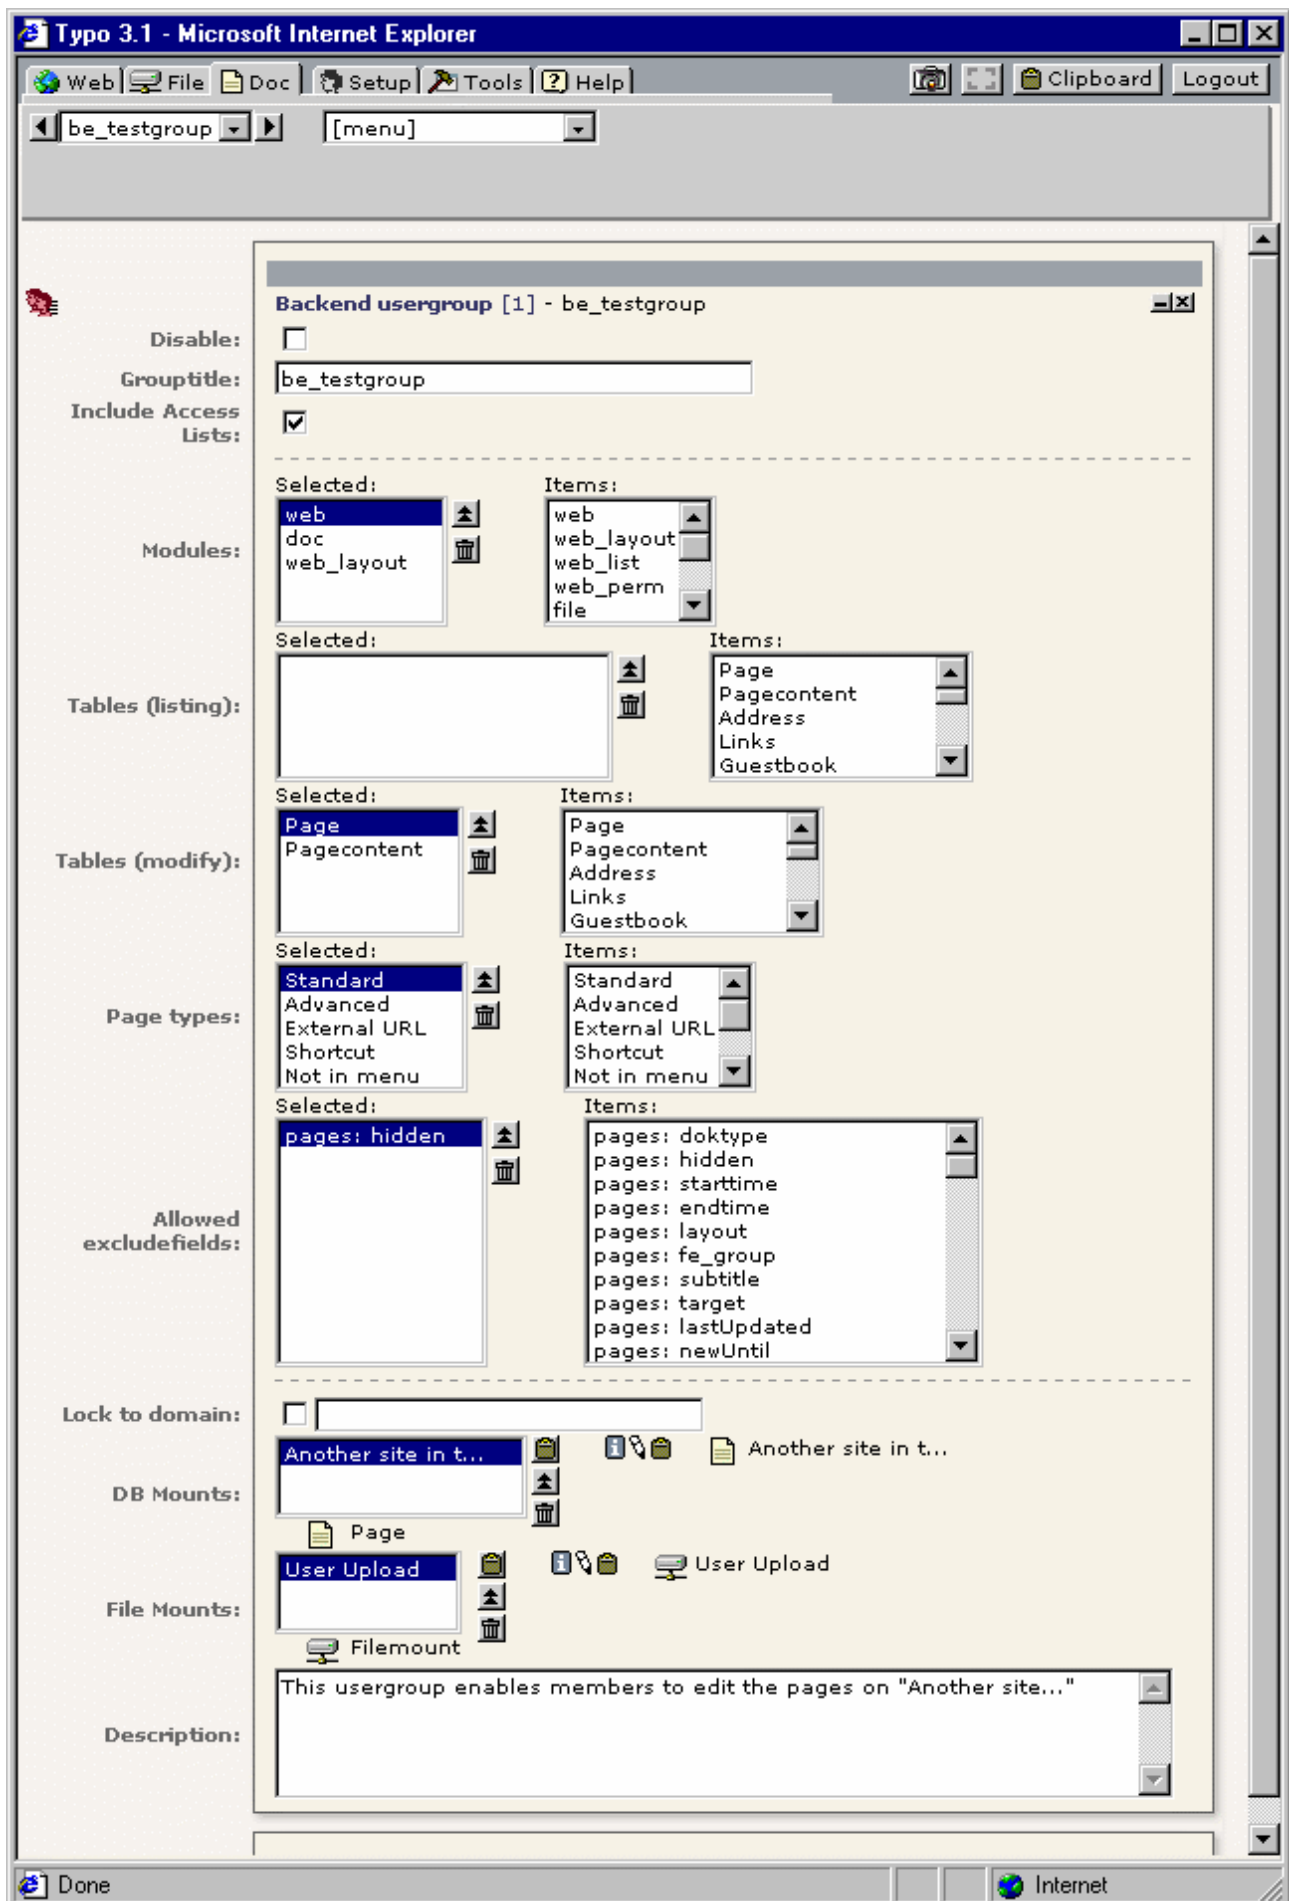 Typo 3.1 - Microsoft Internet Explorer
Web File Doc Setup Tools Help Clipboard Logout
be_testgroup [menu]
Backend usergroup [1] - be_testgroup
Disable:
Grouptitle: be_testgroup
Include Access
Lists:
Selected: Items:
Modules:
web
doc
web_layout
web
web_layout
web_list
web_perm
file
Selected: Items:
Tables (listing):
Page
Pagecontent
Address
Links
Guestbook
Selected: Items:
Tables (modify):
Page
Pagecontent
Page
Pagecontent
Address
Links
Guestbook
Selected: Items:
Page types:
Standard
Advanced
External URL
Shortcut
Not in menu
Standard
Advanced
External URL
Shortcut
Not in menu
Selected: Items:
Allowed
excludefields:
pages: hidden
pages: doktype
pages: hidden
pages: starttime
pages: endtime
pages: layout
pages: fe_group
pages: subtitle
pages: target
pages: lastUpdated
pages: newUntil
Lock to domain:
DB Mounts:
Another site in t... Another site in t...
Page
File Mounts:
User Upload User Upload
Filemount
Description:
This usergroup enables members to edit the pages on "Another site..."
Done Internet